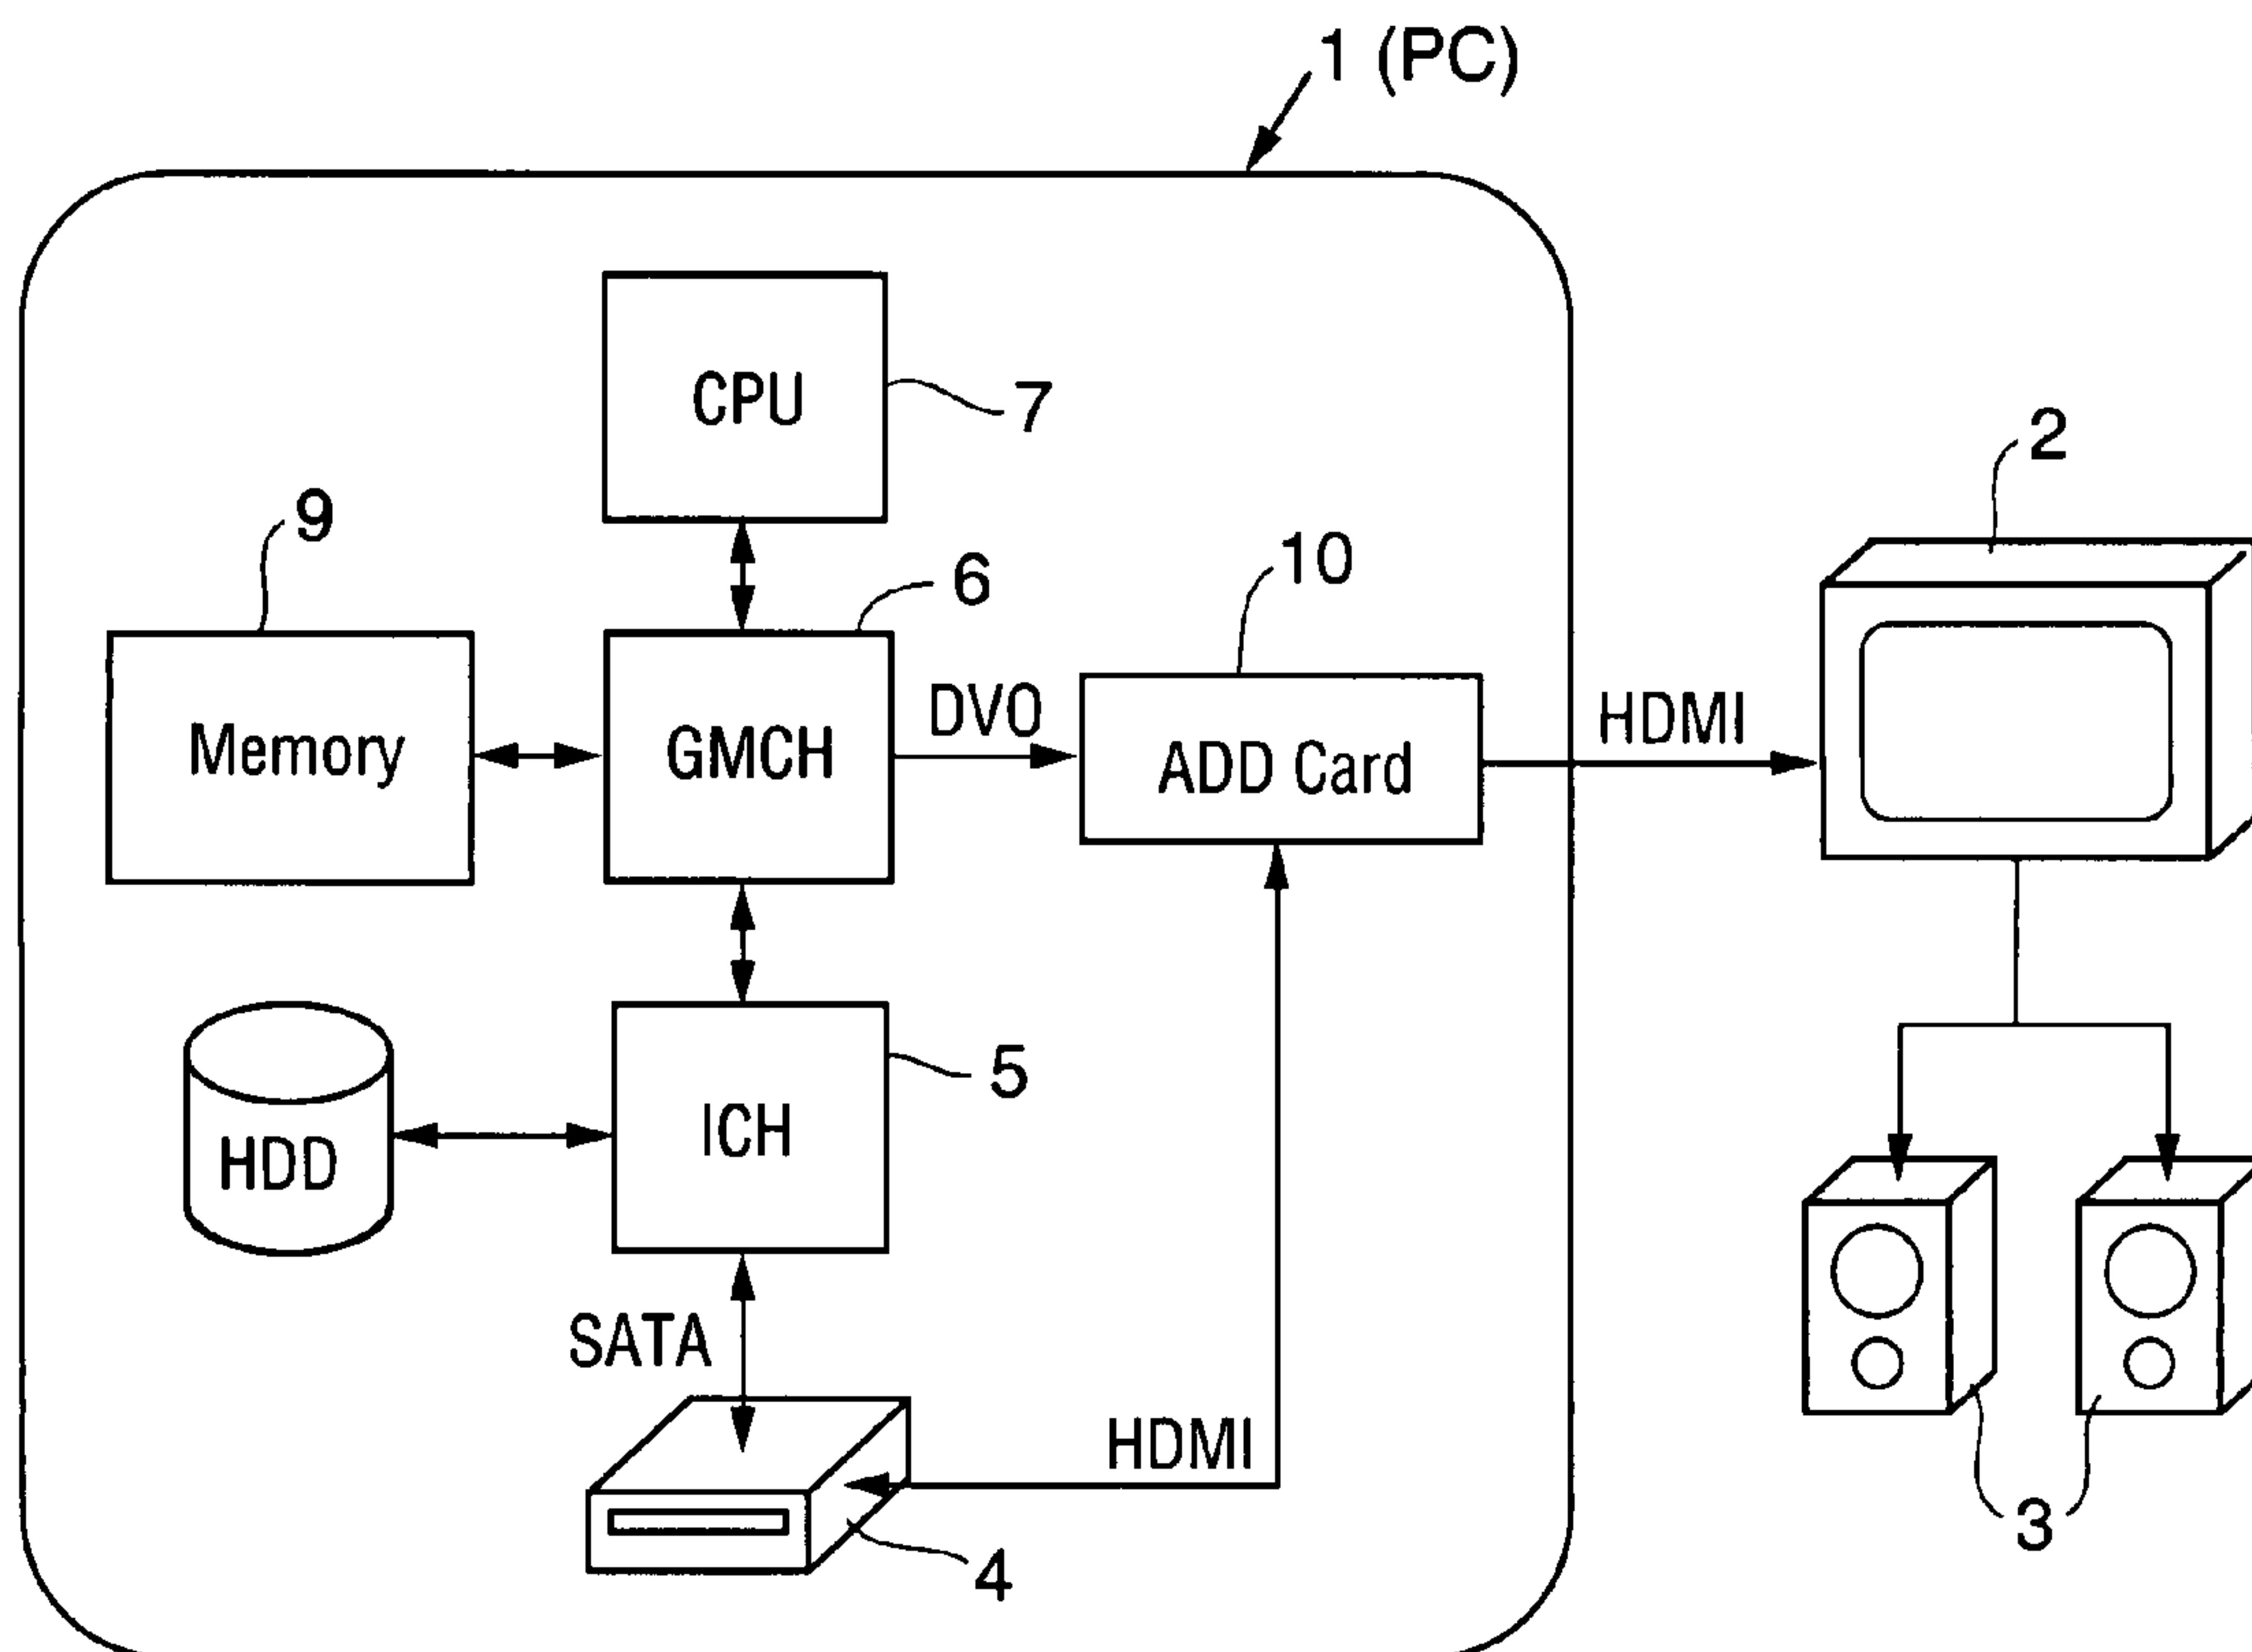 1 (PC)
CPU
7
2
9
10
6
Memory
GMCH
DVO
ADD Card
HDMI
5
HDD
ICH
SATA
HDMI
4
3